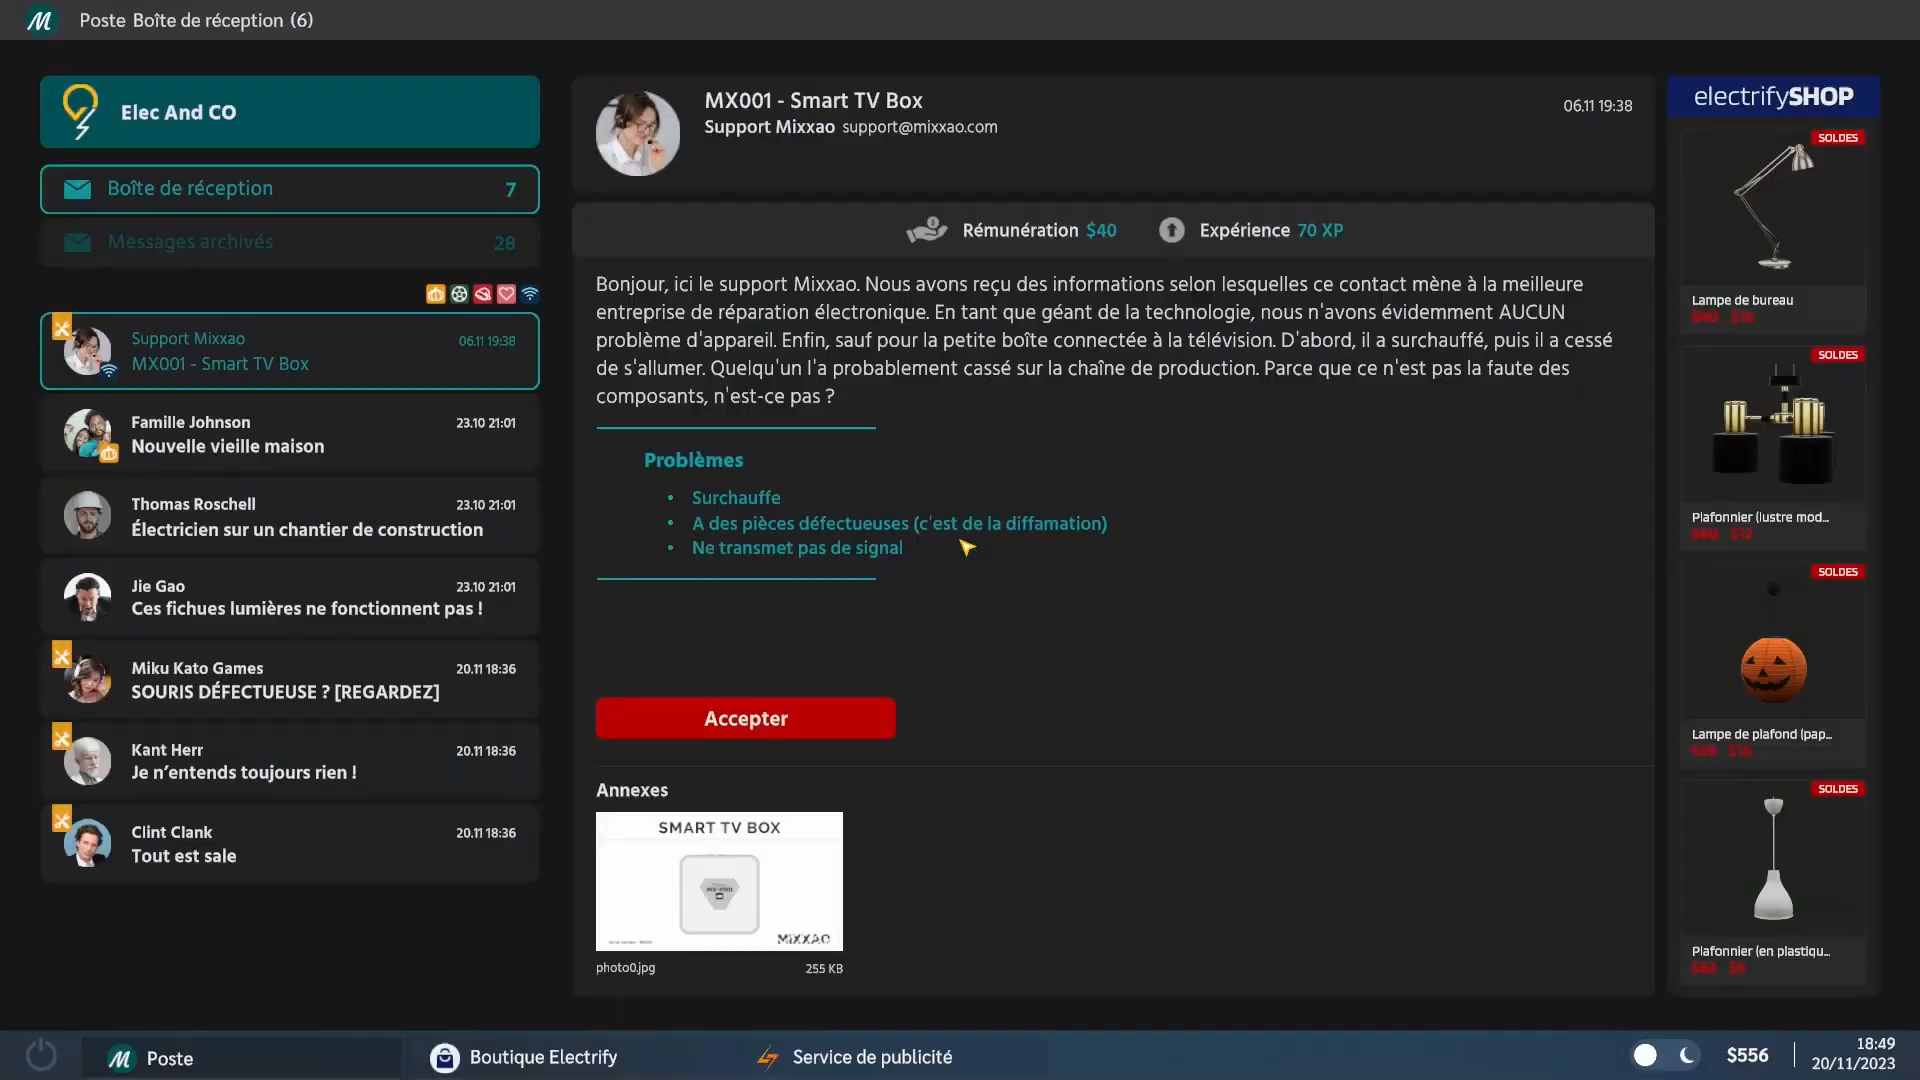 Poste Boîte de réception (6)
Elec And CO
Boîte de réception 7
Messages archivés 28
Support Mixxao 06.11 19:38
MX001 - Smart TV Box
Famille Johnson 23.10 21:01
Nouvelle vieille maison
Thomas Roschell 23.10 21:01
Électricien sur un chantier de construction
Jie Gao 23.10 21:01
Ces fichues lumières ne fonctionnent pas !
Miku Kato Games 20.11 18:36
SOURIS DÉFECTUEUSE ? [REGARDEZ]
Kant Herr 20.11 18:36
Je n'entends toujours rien !
Clint Clank 20.11 18:36
Tout est sale
MX001 - Smart TV Box 06.11 19:38
Support Mixxao support@mixxao.com
Rémunération $40 Expérience 70 XP
Bonjour, ici le support Mixxao. Nous avons reçu des informations selon lesquelles ce contact mène à la meilleure
entreprise de réparation électronique. En tant que géant de la technologie, nous n'avons évidemment AUCUN
problème d'appareil. Enfin, sauf pour la petite boîte connectée à la télévision. D'abord, il a surchauffé, puis il a cessé
de s'allumer. Quelqu'un l'a probablement cassé sur la chaîne de production. Parce que ce n'est pas la faute des
composants, n'est-ce pas ?
Problèmes
• Surchauffe
• A des pièces défectueuses (c'est de la diffamation)
• Ne transmet pas de signal
Accepter
Annexes
SMART TV BOX
MIXXAO
photo0.jpg 255 KB
electrifySHOP
SOLDES
Lampe de bureau
SOLDES
Plafonnier (lustre mod...
$12
SOLDES
Lampe de plafond (pap...
$16
SOLDES
Plafonnier (en plastiqu...
Poste
Boutique Electrify
Service de publicité
$556
18:49
20/11/2023